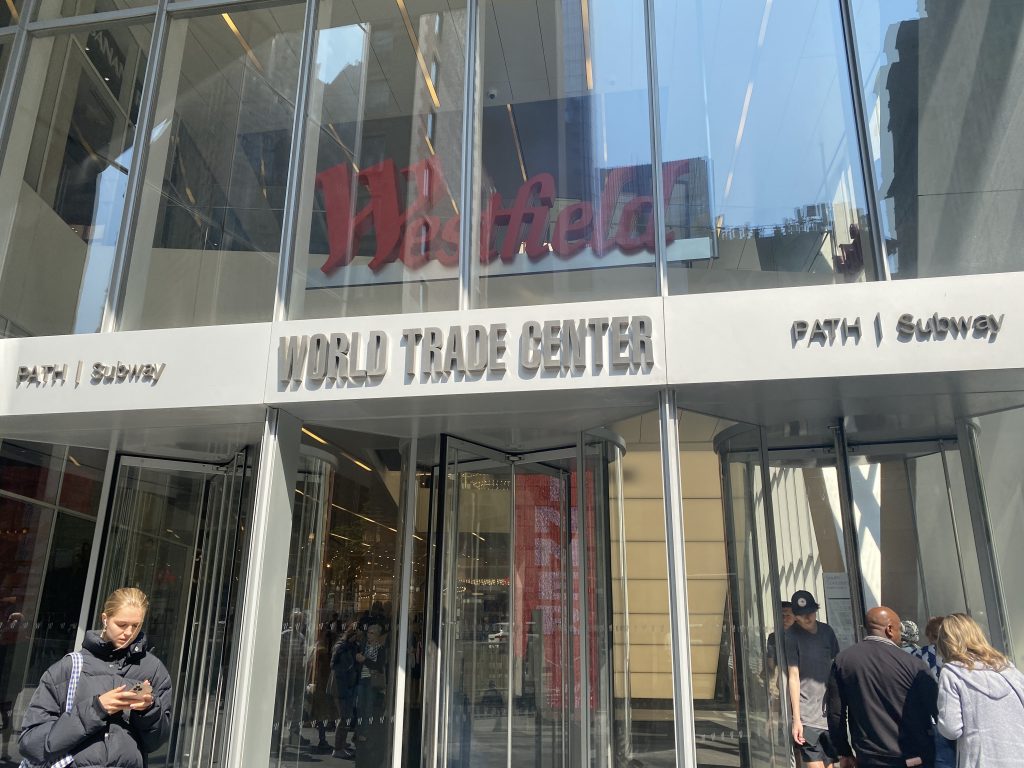 Westfield
WORLD TRADE CENTER
PATH | Subway
PATH | Subway